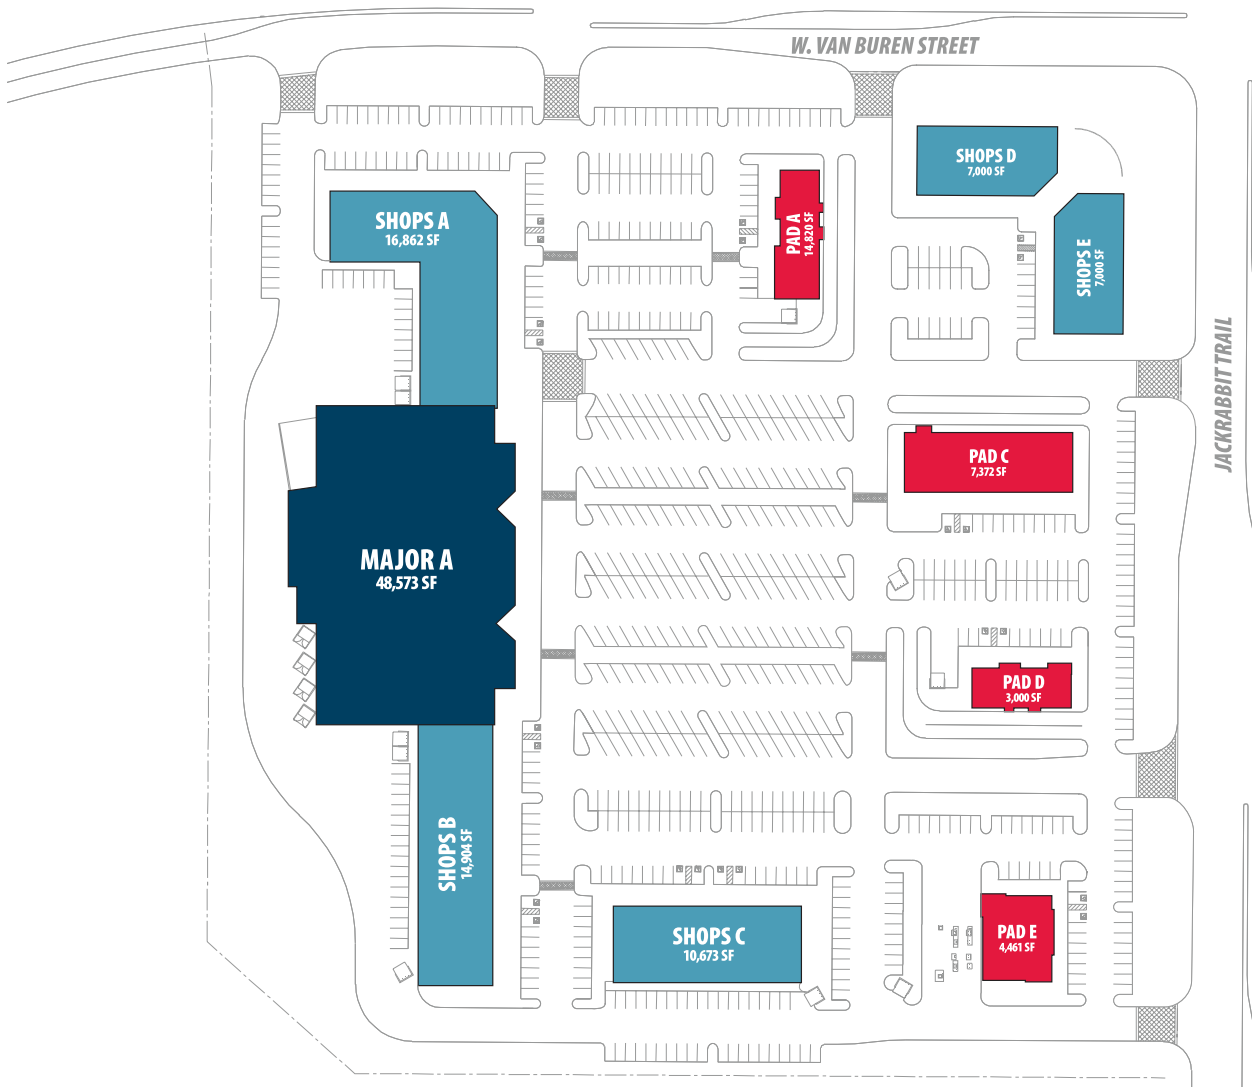 W. VAN BUREN STREET
SHOPS D
7,000 SF
SHOPS A
16,862 SF
PAD A
14,820 SF
SHOPS E
7,000 SF
JACKRABBIT TRAIL
PAD C
7,372 SF
MAJOR A
48,573 SF
PAD D
3,000 SF
SHOPS B
14,904 SF
SHOPS C
10,673 SF
PAD E
4,461 SF